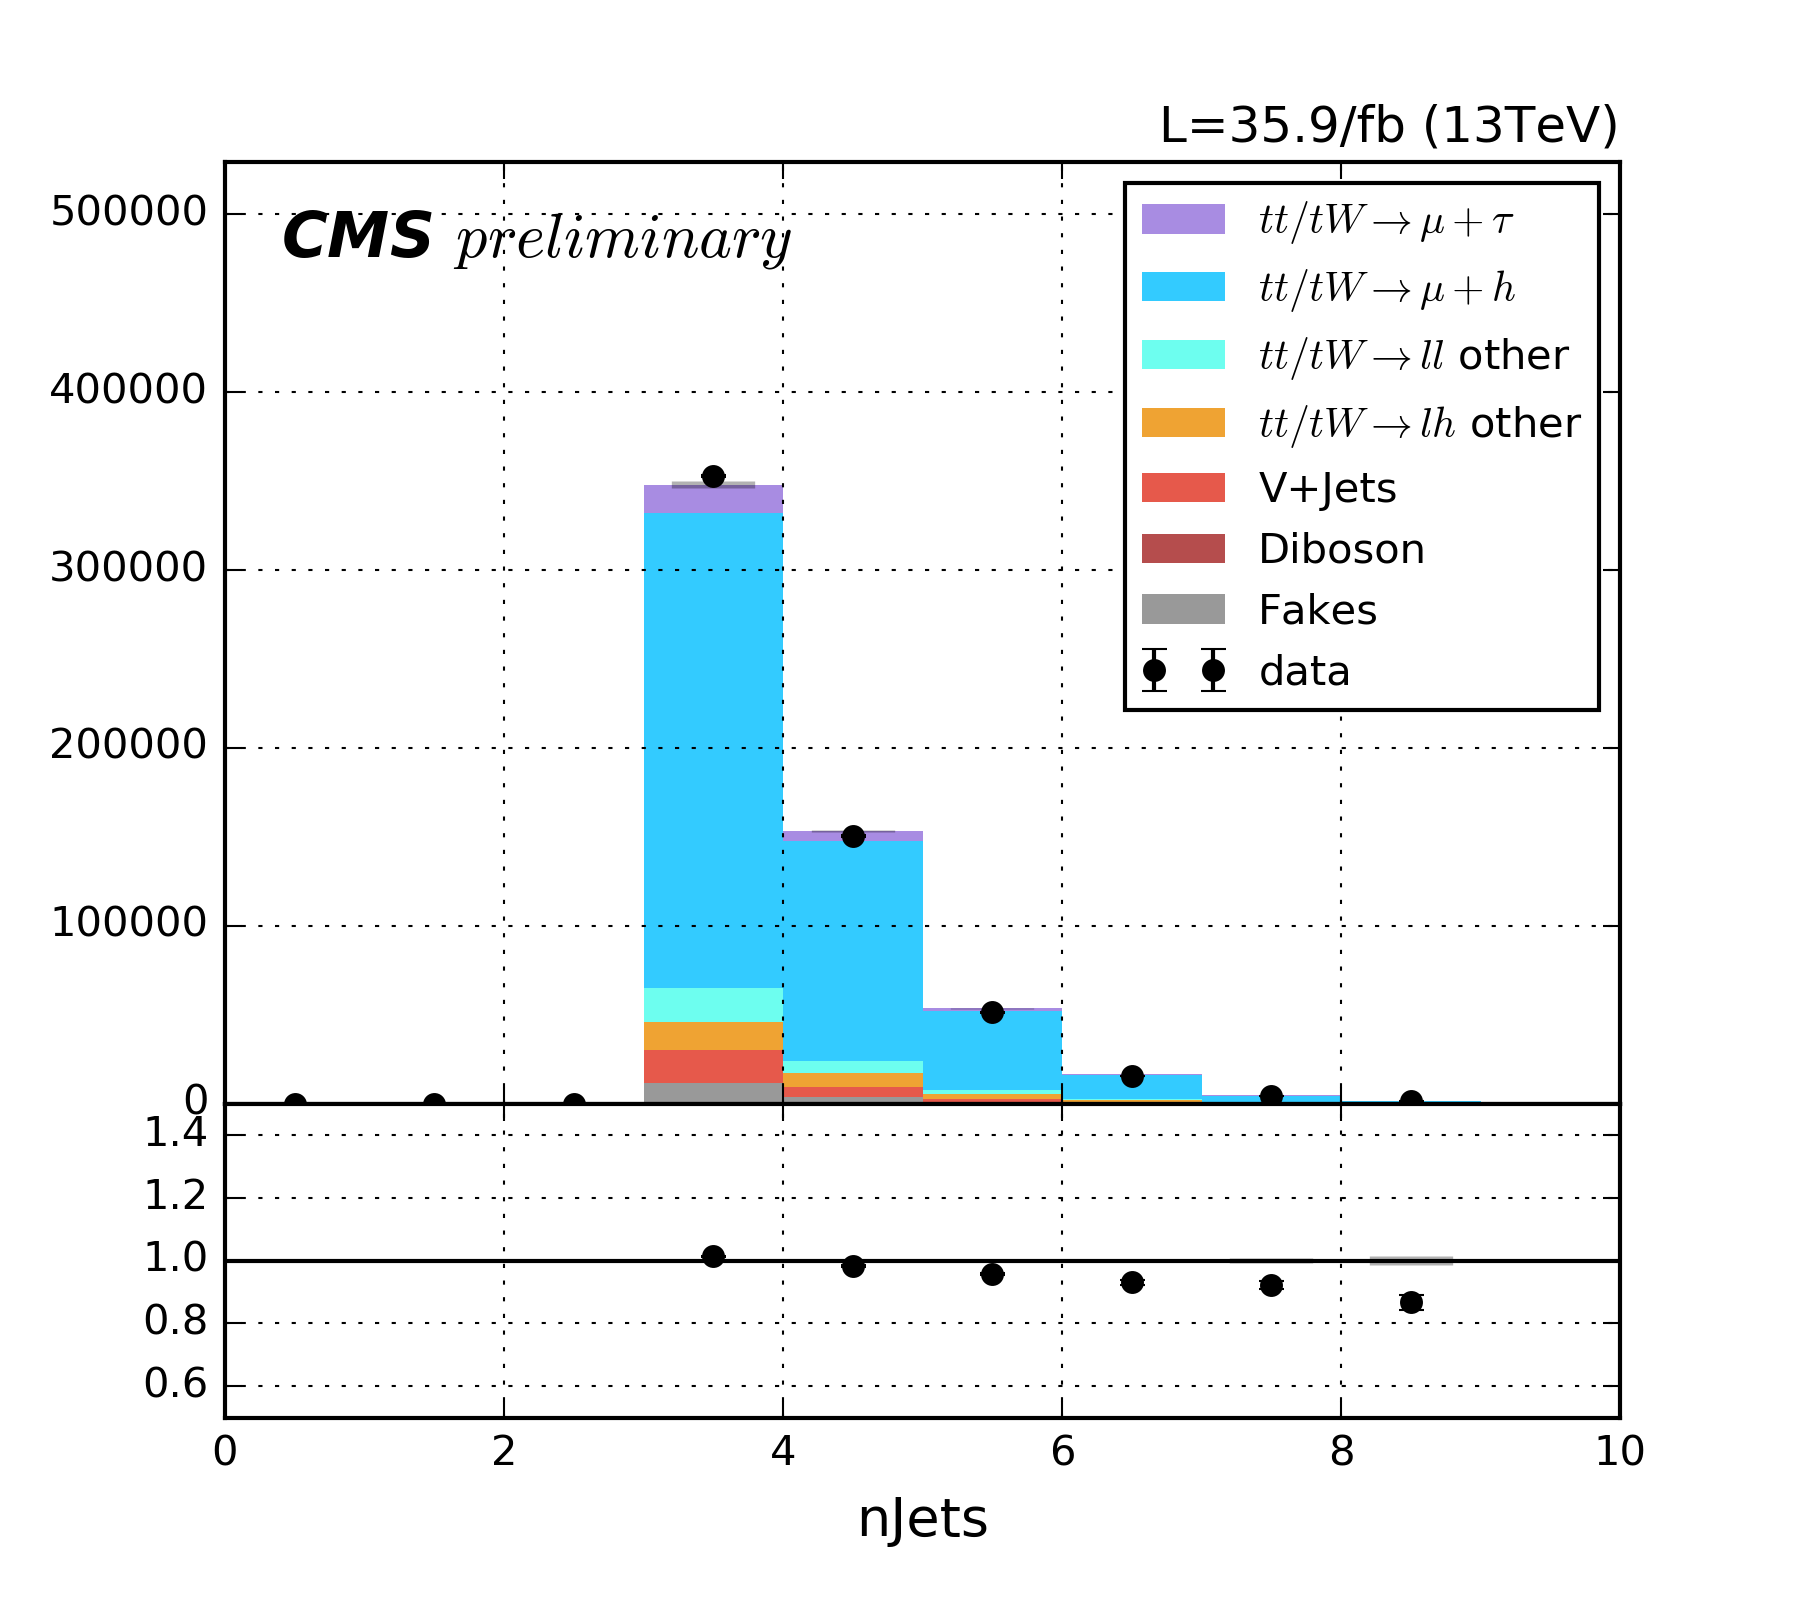 L=35.9/fb (13TeV)
CMS preliminary
500000
400000
300000
200000
100000
0
tt/tW→μ+τ
tt/tW→μ+h
tt/tW→ll other
tt/tW→lh other
V+Jets
Diboson
Fakes
data
1.4
1.2
1.0
0.8
0.6
0 2 4 6 8 10
nJets